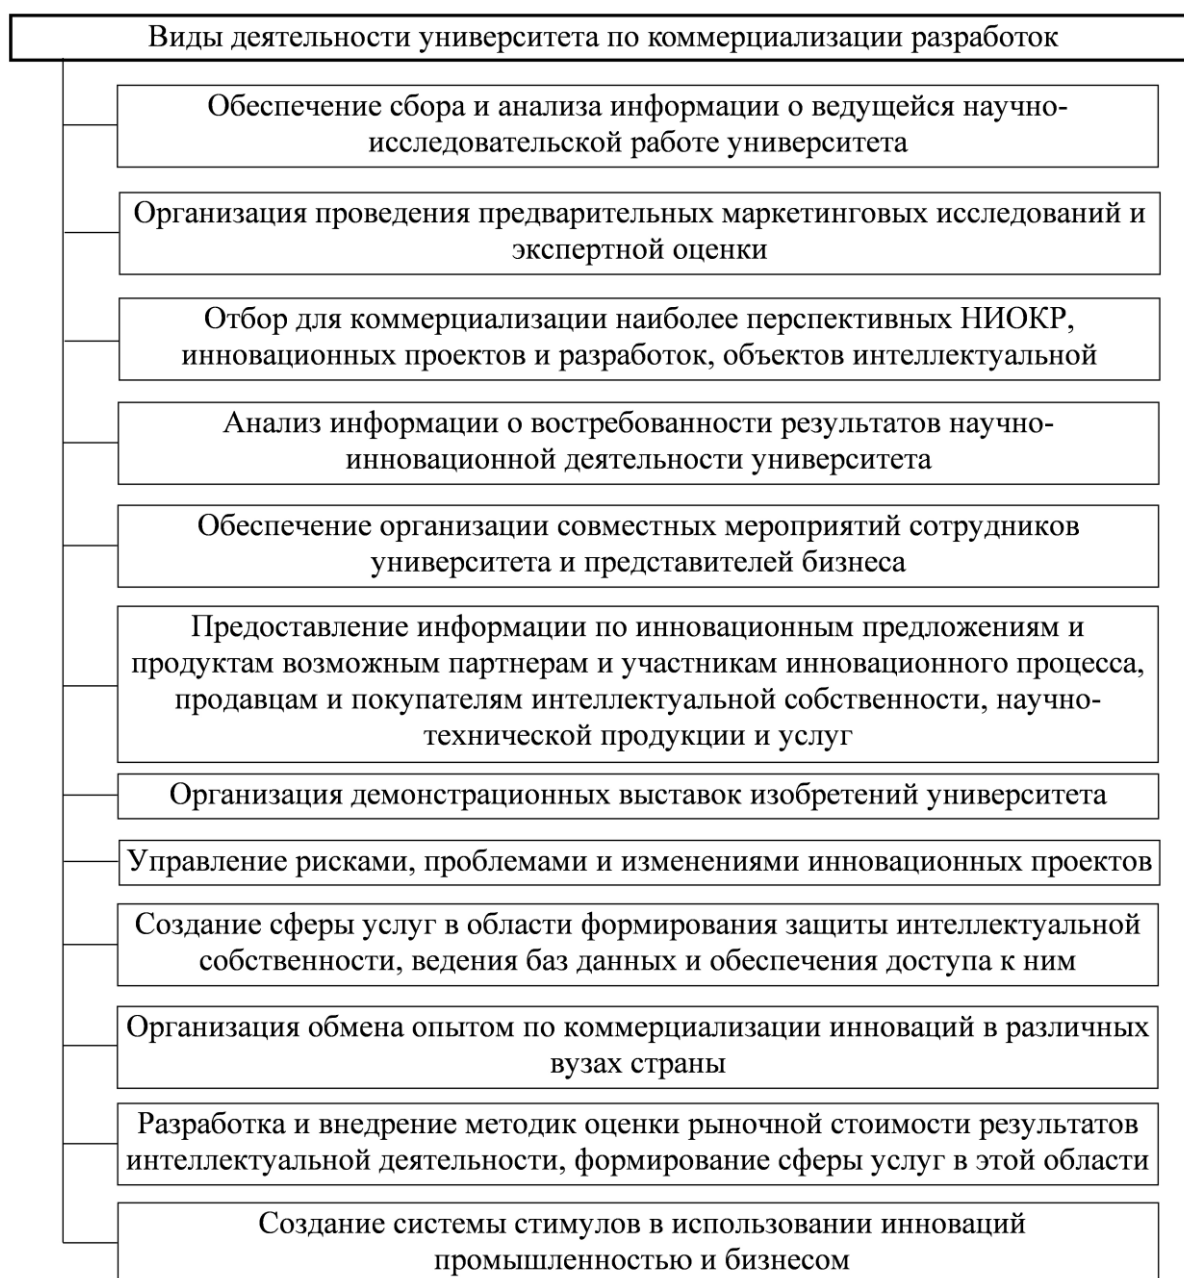 Виды деятельности университета по коммерциализации разработок
Обеспечение сбора и анализа информации о ведущейся научно-
исследовательской работе университета
Организация проведения предварительных маркетинговых исследований и
экспертной оценки
Отбор для коммерциализации наиболее перспективных НИОКР,
инновационных проектов и разработок, объектов интеллектуальной
Анализ информации о востребованности результатов научно-
инновационной деятельности университета
Обеспечение организации совместных мероприятий сотрудников
университета и представителей бизнеса
Предоставление информации по инновационным предложениям и
продуктам возможным партнерам и участникам инновационного процесса,
продавцам и покупателям интеллектуальной собственности, научно-
технической продукции и услуг
Организация демонстрационных выставок изобретений университета
Управление рисками, проблемами и изменениями инновационных проектов
Создание сферы услуг в области формирования защиты интеллектуальной
собственности, ведения баз данных и обеспечения доступа к ним
Организация обмена опытом по коммерциализации инноваций в различных
вузах страны
Разработка и внедрение методик оценки рыночной стоимости результатов
интеллектуальной деятельности, формирование сферы услуг в этой области
Создание системы стимулов в использовании инноваций
промышленностью и бизнесом